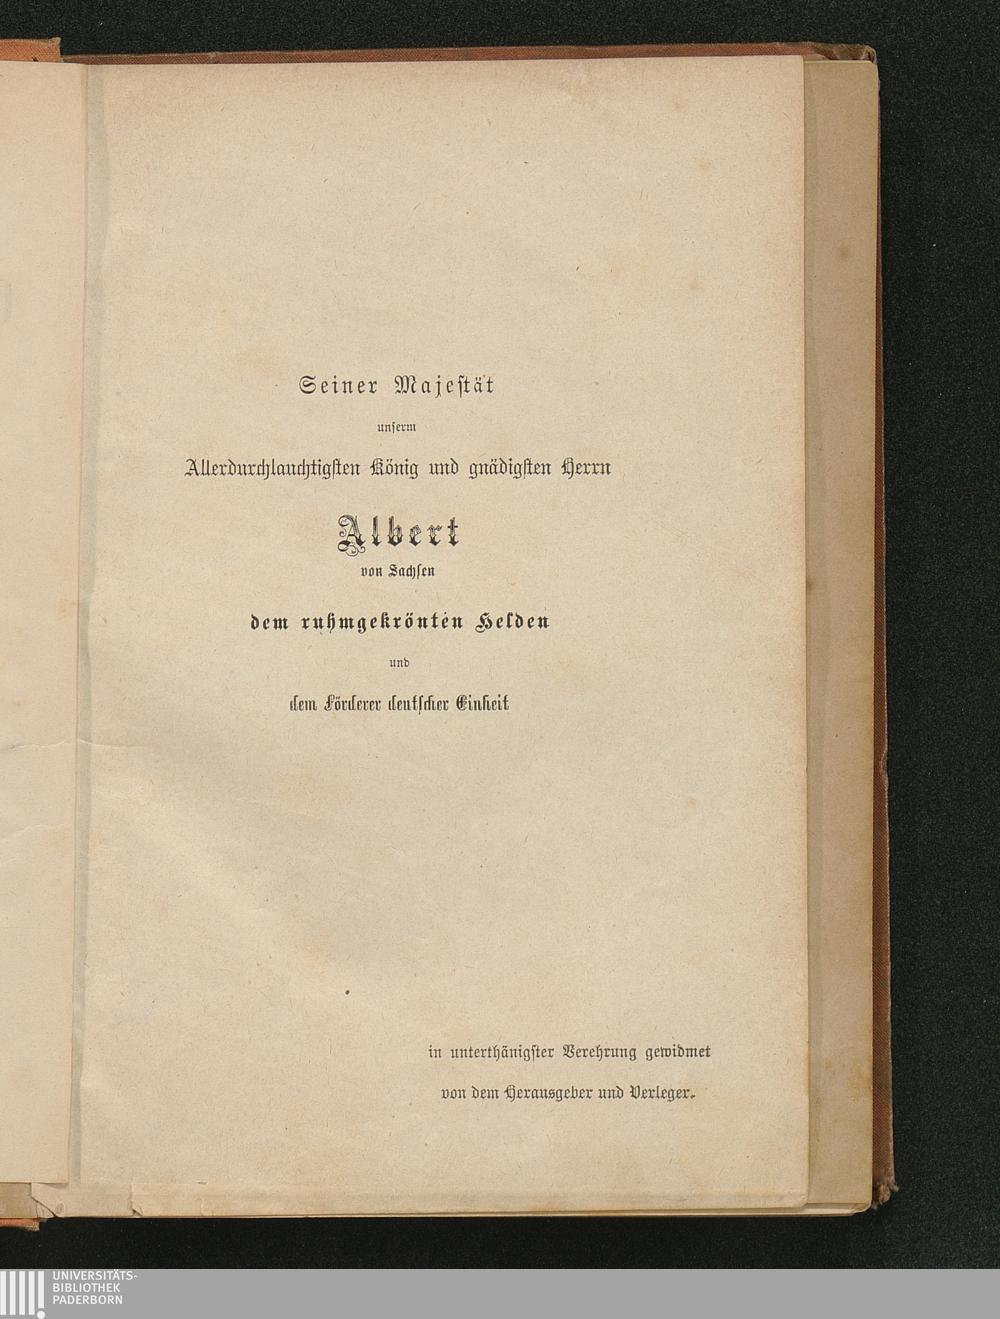 Seiner Majeſtät
unſerm
Allerdurchlauchtigſten König und gnädigſten Herrn
Albert
von Sachſen
dem ruhmgekrönten Helden
und
dem Förderer deutſcher Einheit
in unterthänigſter Verehrung gewidmet
von dem Herausgeber und Verleger.
UNIVERSITÄTS-
BIBLIOTHEK
PADERBORN